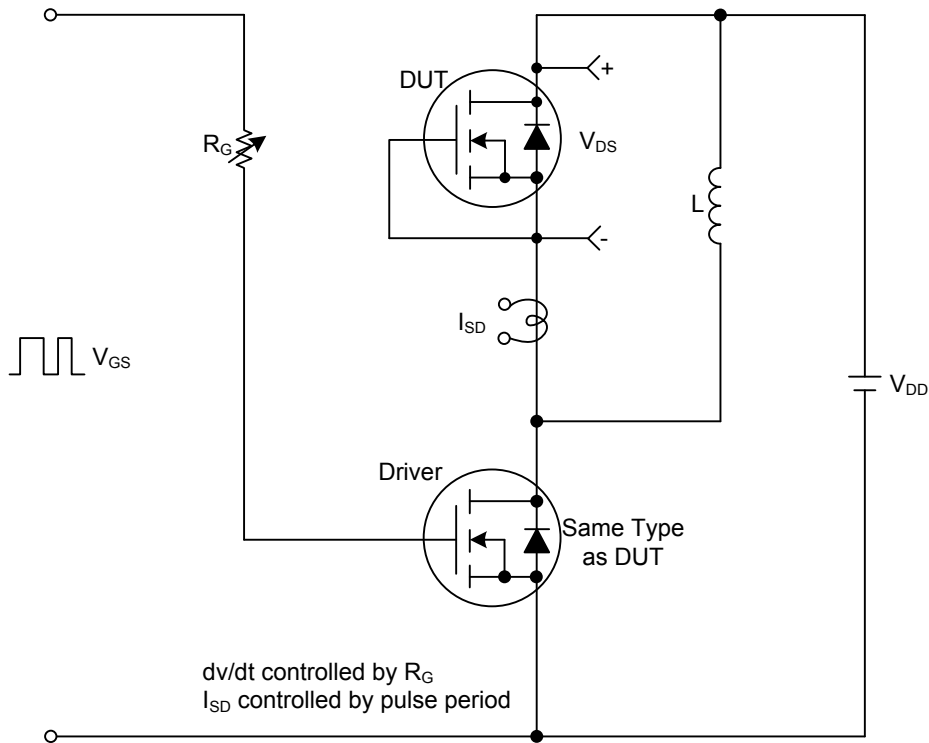 DUT
+
R_G
V_DS
L
-
I_SD
V_GS
V_DD
Driver
Same Type
as DUT
dv/dt controlled by R_G
I_SD controlled by pulse period